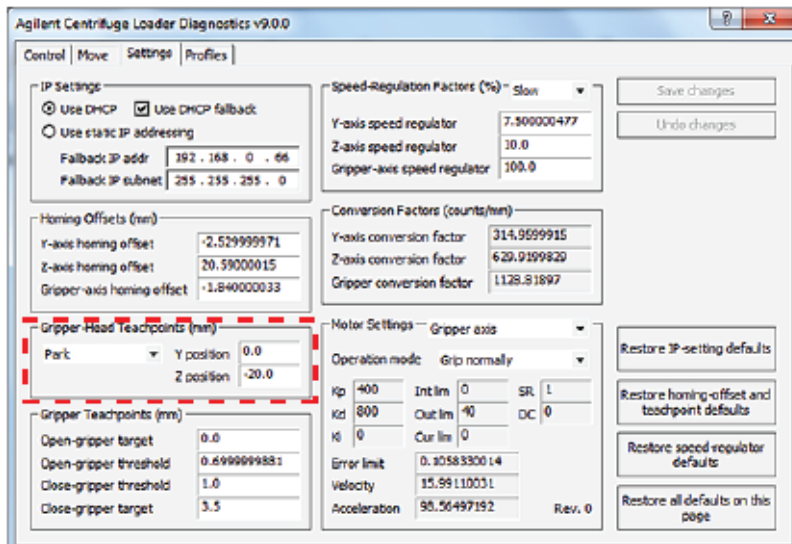 Agilent Centrifuge Loader Diagnostics v9.0.0
Control Move Settings Profiles
IP Settings
Use DHCP Use DHCP fallback
Use static IP addressing
Fallback IP addr 192 . 168 . 0 . 66
Fallback IP subnet 255 . 255 . 255 . 0
Homing Offsets (mm)
Y-axis homing offset -2.529999971
Z-axis homing offset 20.59000015
Gripper-axis homing offset -1.840000033
Gripper-Head Teachpoints (mm)
Park Y position 0.0
Z position -20.0
Gripper Teachpoints (mm)
Open-gripper target 0.0
Open-gripper threshold 0.6999999881
Close-gripper threshold 1.0
Close-gripper target 3.5
Speed-Regulation Factors (%) Slow
Y-axis speed regulator 7.500000477
Z-axis speed regulator 10.0
Gripper-axis speed regulator 100.0
Conversion Factors (counts/mm)
Y-axis conversion factor 314.9599915
Z-axis conversion factor 629.9199829
Gripper conversion factor 1128.81897
Motor Settings Gripper axis
Operation mode Grip normally
Kp 400 Int lim 0 SR 1
Kd 800 Out lim 40 DC 0
Ki 0 Cur lim 0
Error limit 0.1058330014
Velocity 15.99110031
Acceleration 98.56497192 Rev. 0
Save changes
Undo changes
Restore IP-setting defaults
Restore homing-offset and
teachpoint defaults
Restore speed-regulator
defaults
Restore all defaults on this
page